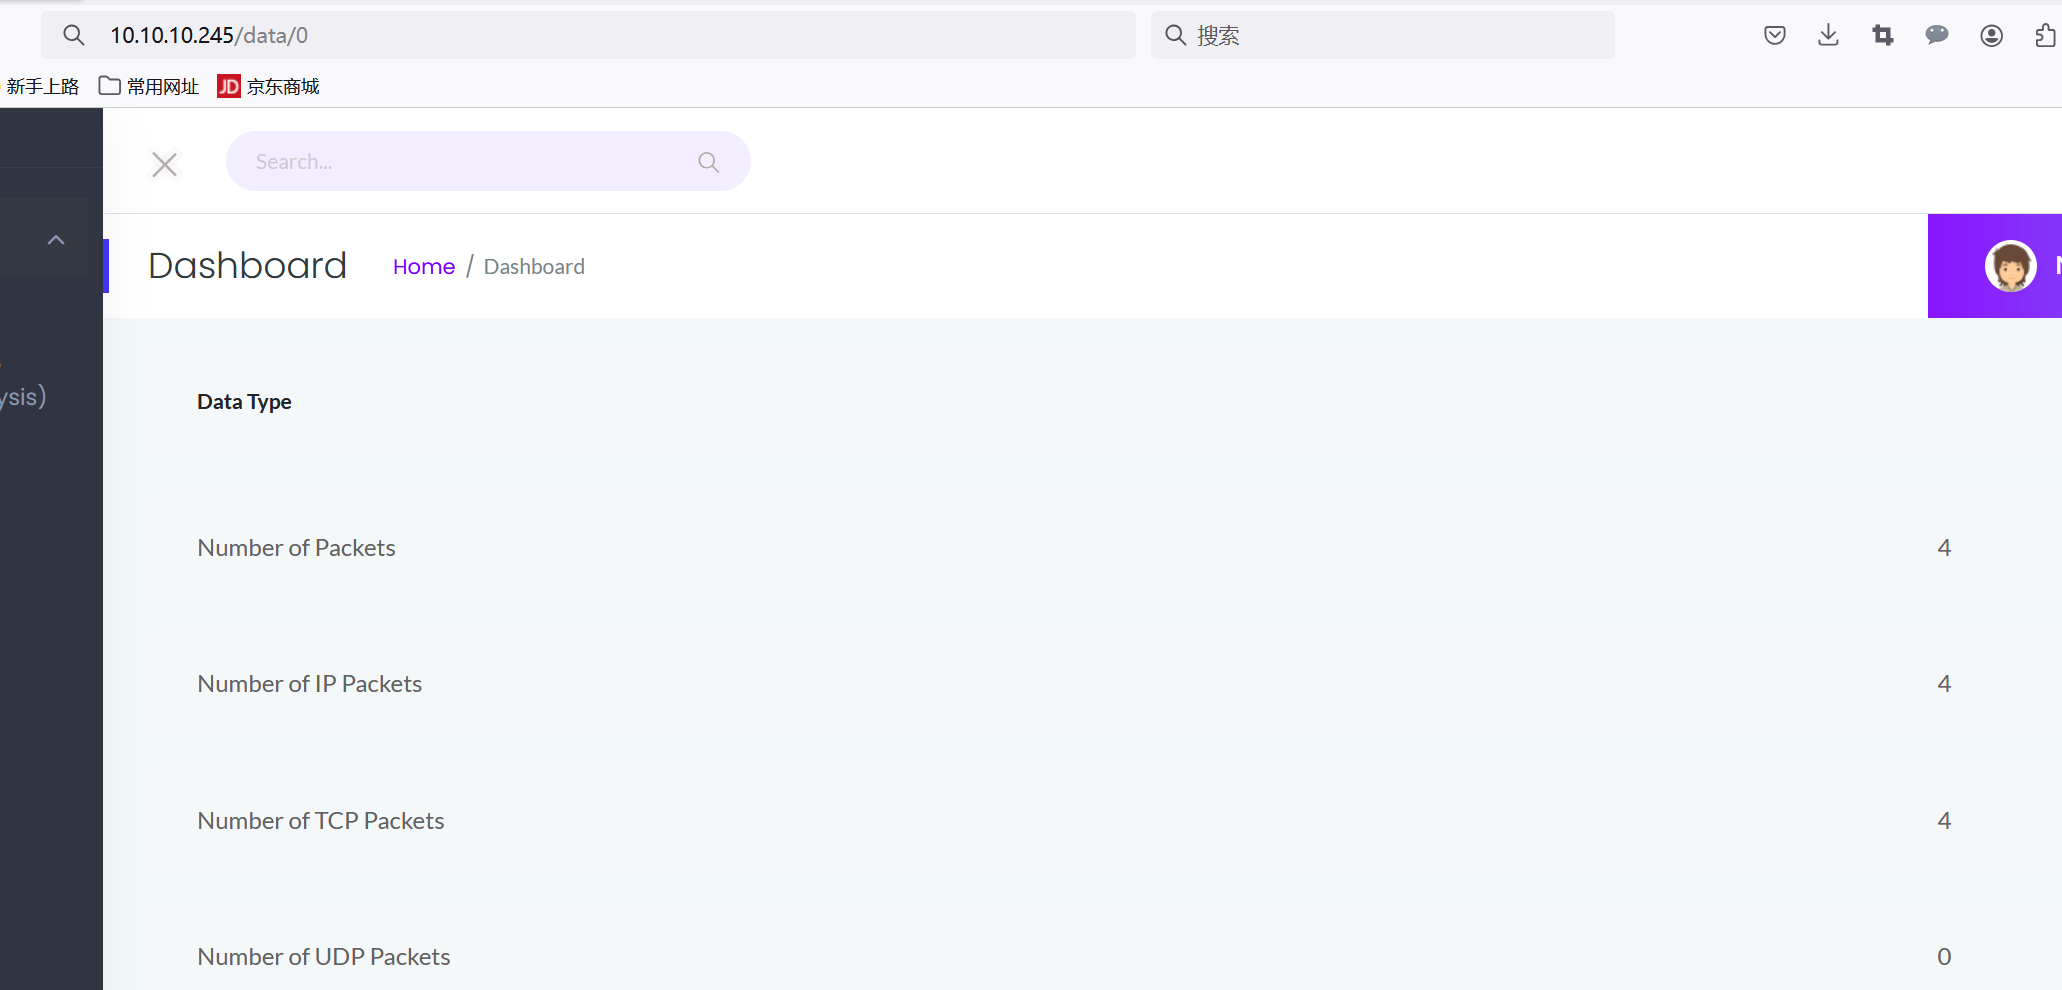 10.10.10.245/data/0
搜索
新手上路 常用网址 JD 京东商城
Search...
Dashboard Home / Dashboard
ysis)
Data Type
Number of Packets 4
Number of IP Packets 4
Number of TCP Packets 4
Number of UDP Packets 0